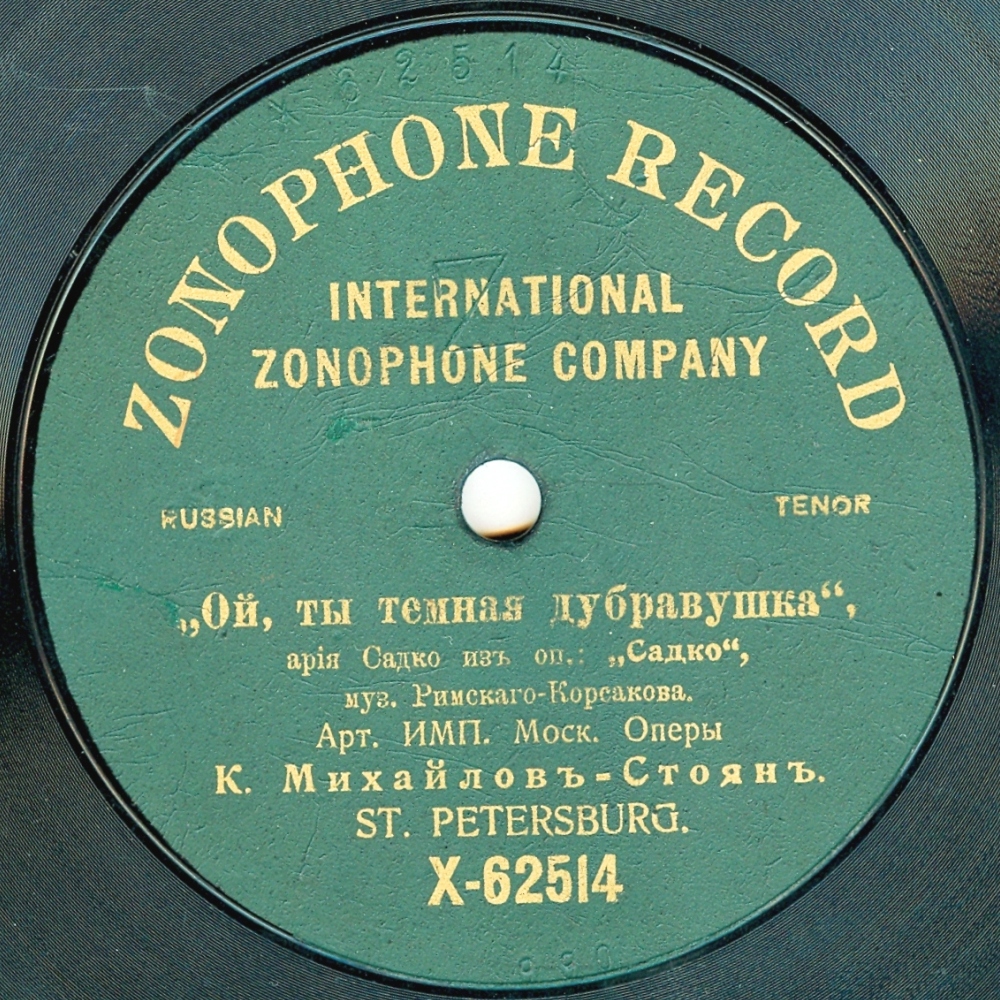 X 62514
ZONOPHONE RECORD
INTERNATIONAL
ZONOPHONE COMPANY
RUSSIAN
TENOR
„Ой, ты темная дубравушка“,
арія Садко изъ оп.: „Садко“,
муз. Римскаго-Корсакова.
Арт. ИМП. Моск. Оперы
К. Михайловъ-Стоянъ.
ST. PETERSBURG.
X-62514